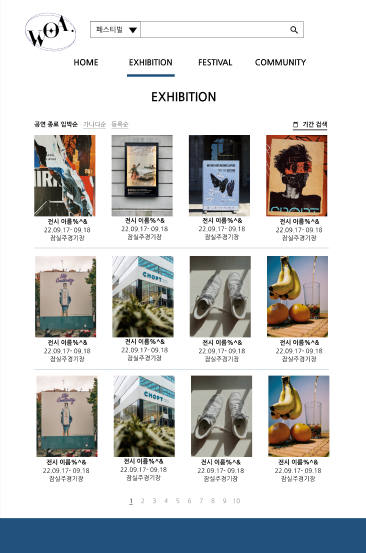 WOA.
페스티벌
HOME EXHIBITION FESTIVAL COMMUNITY
EXHIBITION
공연 종료 임박순 가나다순 등록순 기간 검색
전시 이름%^& 전시 이름%^& 전시 이름%^& 전시 이름%^&
22.09.17- 09.18 22.09.17- 09.18 22.09.17- 09.18 22.09.17- 09.18
잠실주경기장 잠실주경기장 잠실주경기장 잠실주경기장
CHOPT
전시 이름%^& 전시 이름%^& 전시 이름%^& 전시 이름%^&
22.09.17- 09.18 22.09.17- 09.18 22.09.17- 09.18 22.09.17- 09.18
잠실주경기장 잠실주경기장 잠실주경기장 잠실주경기장
CHOPT
전시 이름%^& 전시 이름%^& 전시 이름%^& 전시 이름%^&
22.09.17- 09.18 22.09.17- 09.18 22.09.17- 09.18 22.09.17- 09.18
잠실주경기장 잠실주경기장 잠실주경기장 잠실주경기장
1 2 3 4 5 6 7 8 9 10